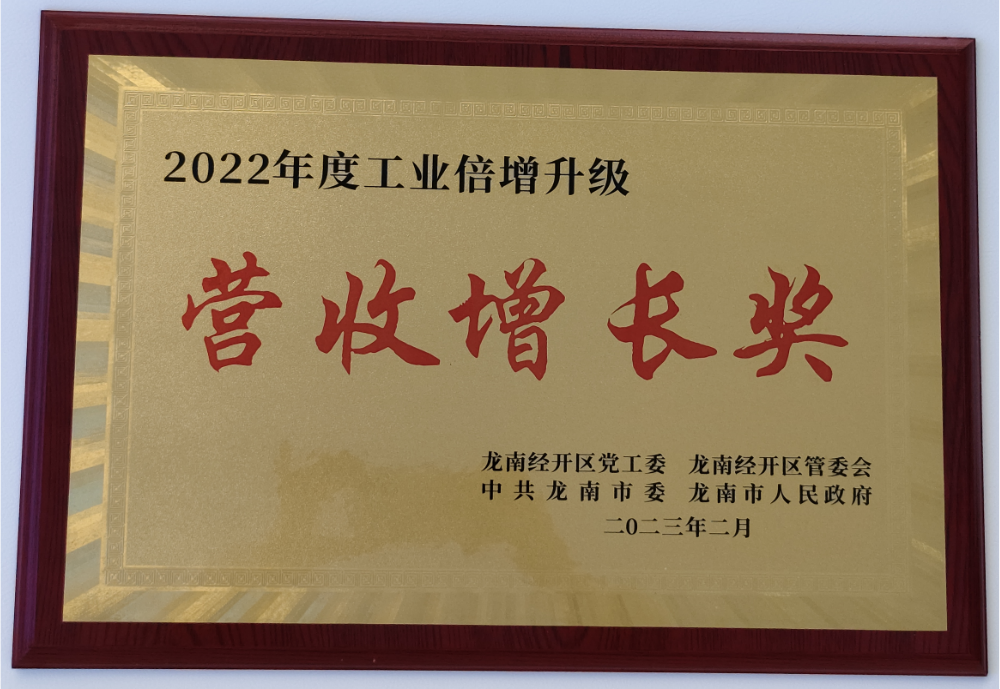 2022年度工业倍增升级
营收增长奖
龙南经开区党工委 龙南经开区管委会
中共龙南市委 龙南市人民政府
二〇二三年二月